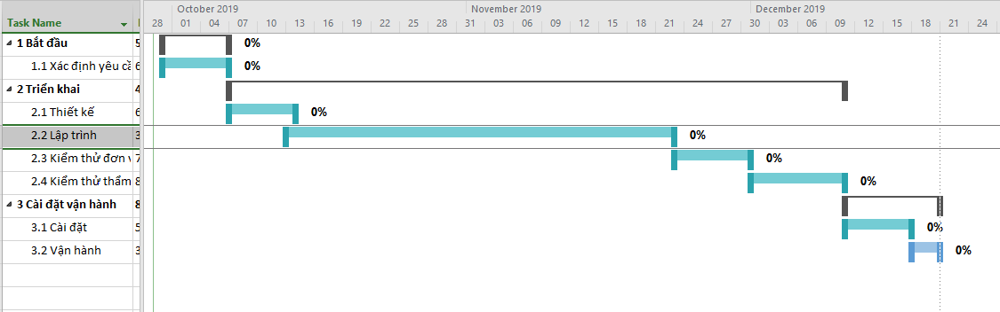 October 2019 November 2019 December 2019
Task Name 28 01 04 07 10 13 16 19 22 25 28 31 03 06 09 12 15 18 21 24 27 30 03 06 09 12 15 18 21 24
1 Bắt đầu 5 0%
1.1 Xác định yêu cầ 6 0%
2 Triển khai 4
2.1 Thiết kế 6 0%
2.2 Lập trình 3 0%
2.3 Kiểm thử đơn v 7 0%
2.4 Kiểm thử thẩm 8 0%
3 Cài đặt vận hành 8
3.1 Cài đặt 5 0%
3.2 Vận hành 3 0%